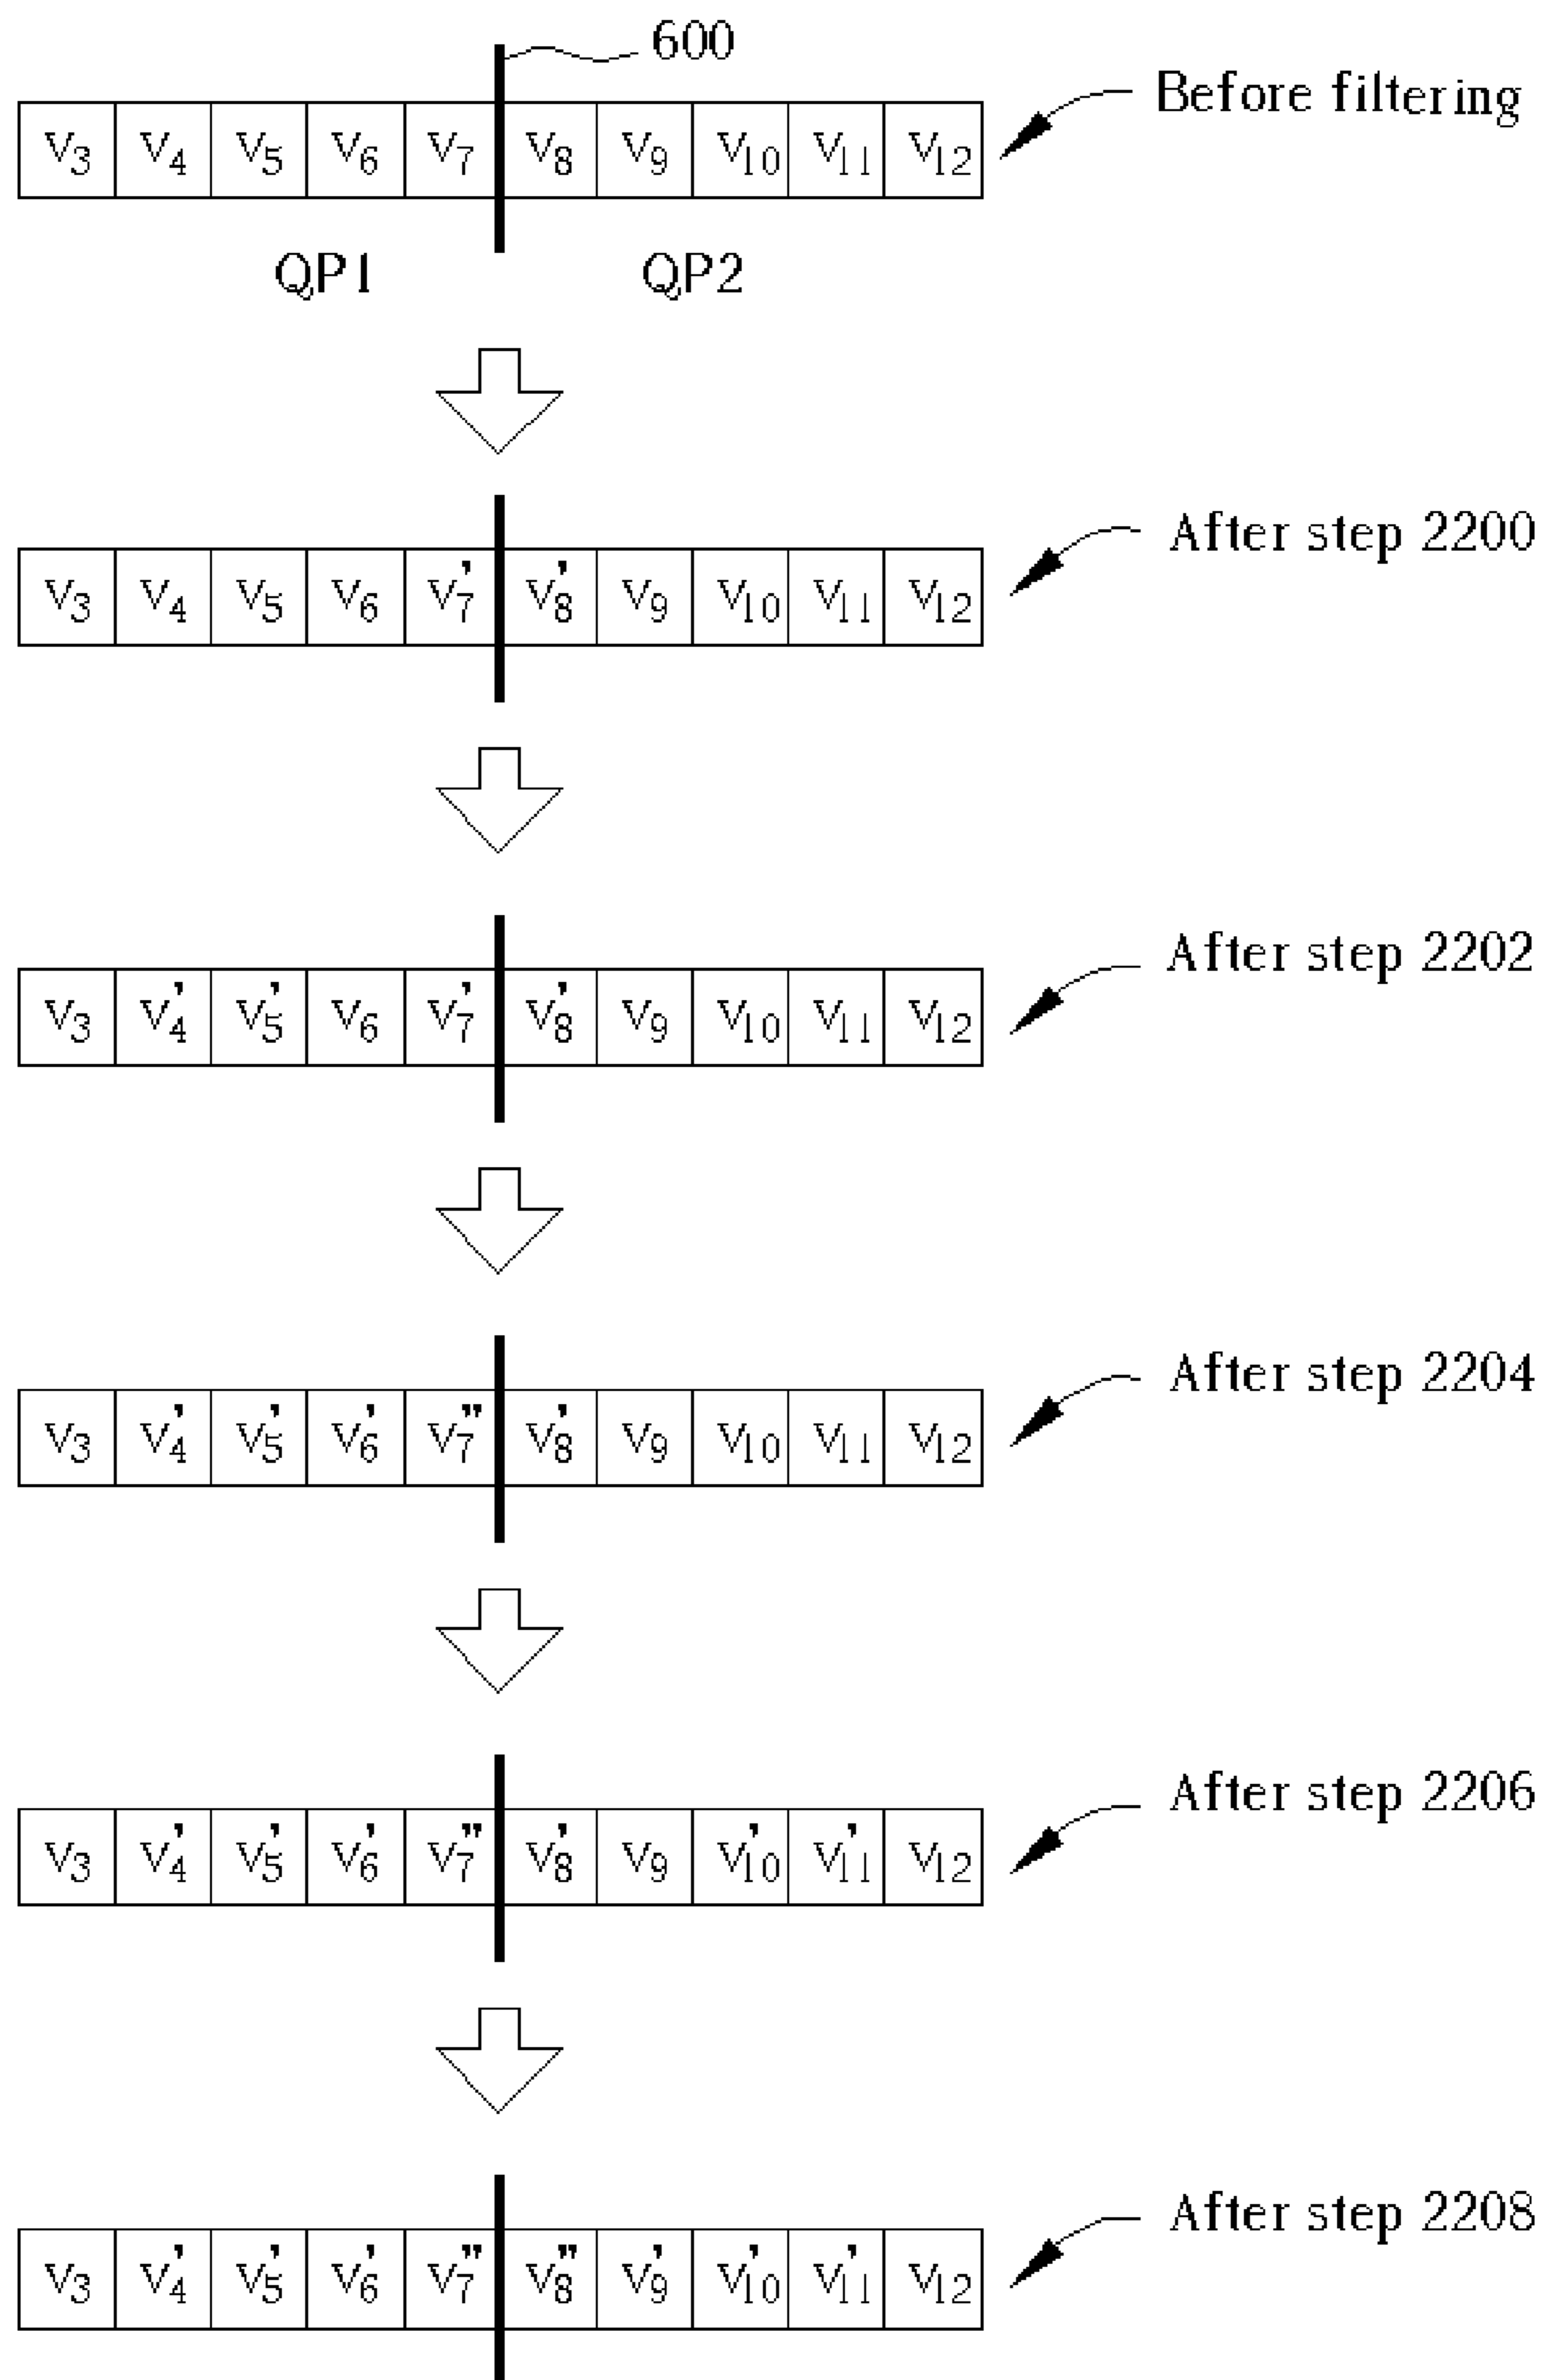 600
Before filtering
V3 V4 V5 V6 V7 V8 V9 V10 V11 V12
QP1 QP2
After step 2200
V3 V4 V5 V6 V7' V8' V9 V10 V11 V12
After step 2202
V3 V4' V5' V6 V7' V8' V9 V10 V11 V12
After step 2204
V3 V4' V5' V6' V7" V8' V9 V10 V11 V12
After step 2206
V3 V4' V5' V6' V7" V8' V9 V10' V11' V12
After step 2208
V3 V4' V5' V6' V7" V8" V9' V10' V11' V12